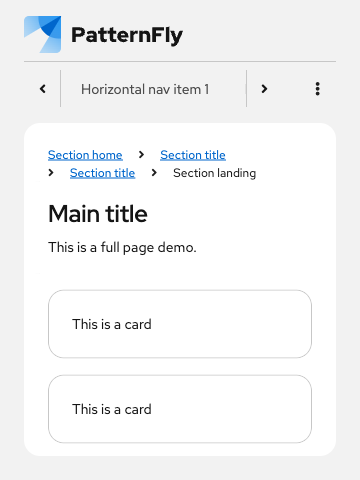 PatternFly
Horizontal nav item 1
Section home Section title
Section title Section landing
Main title
This is a full page demo.
This is a card
This is a card